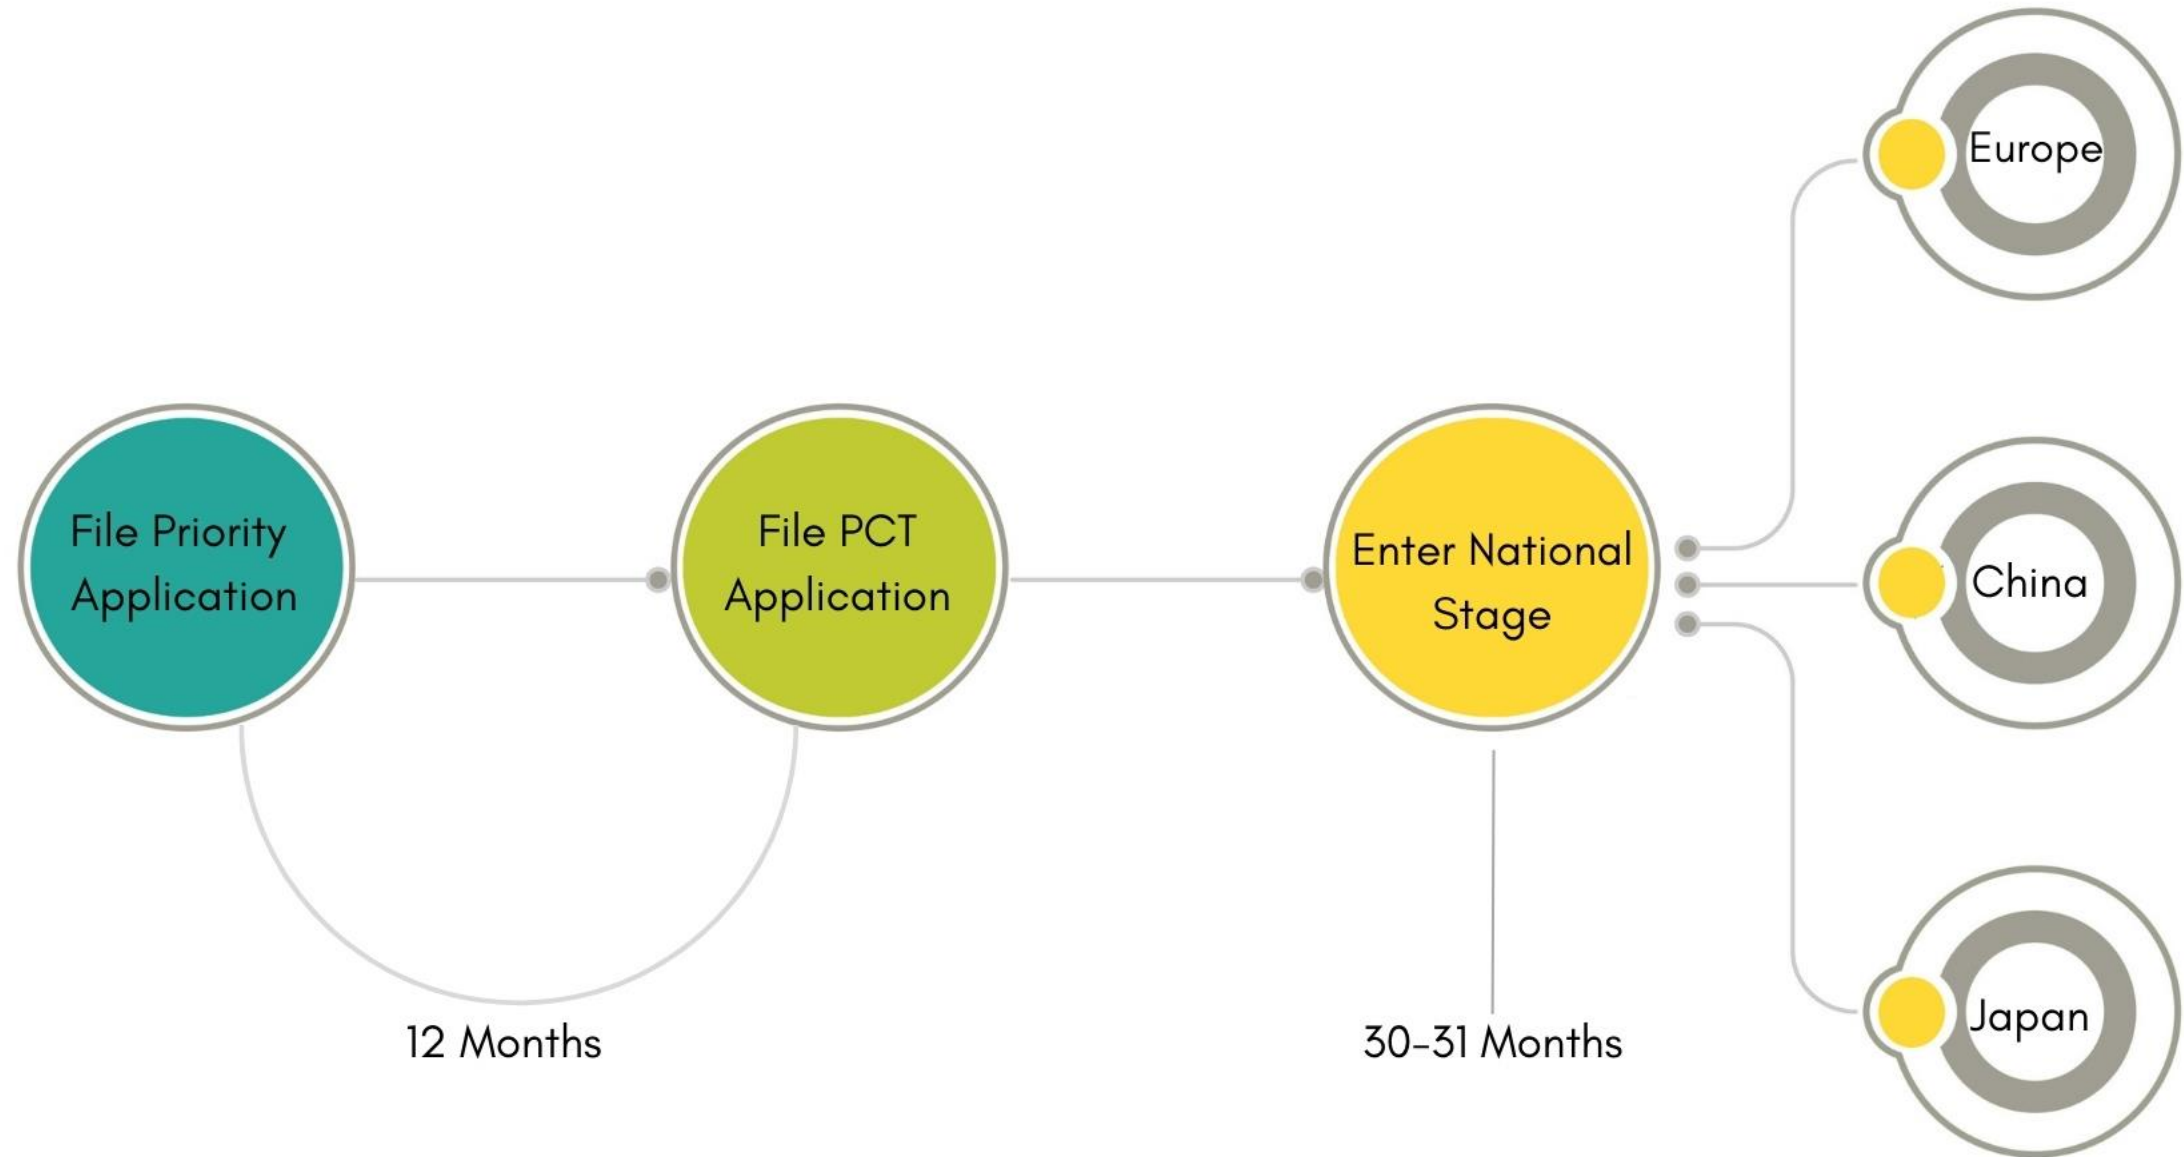 File Priority
Application
File PCT
Application
Enter National
Stage
Europe
China
Japan
12 Months
30-31 Months